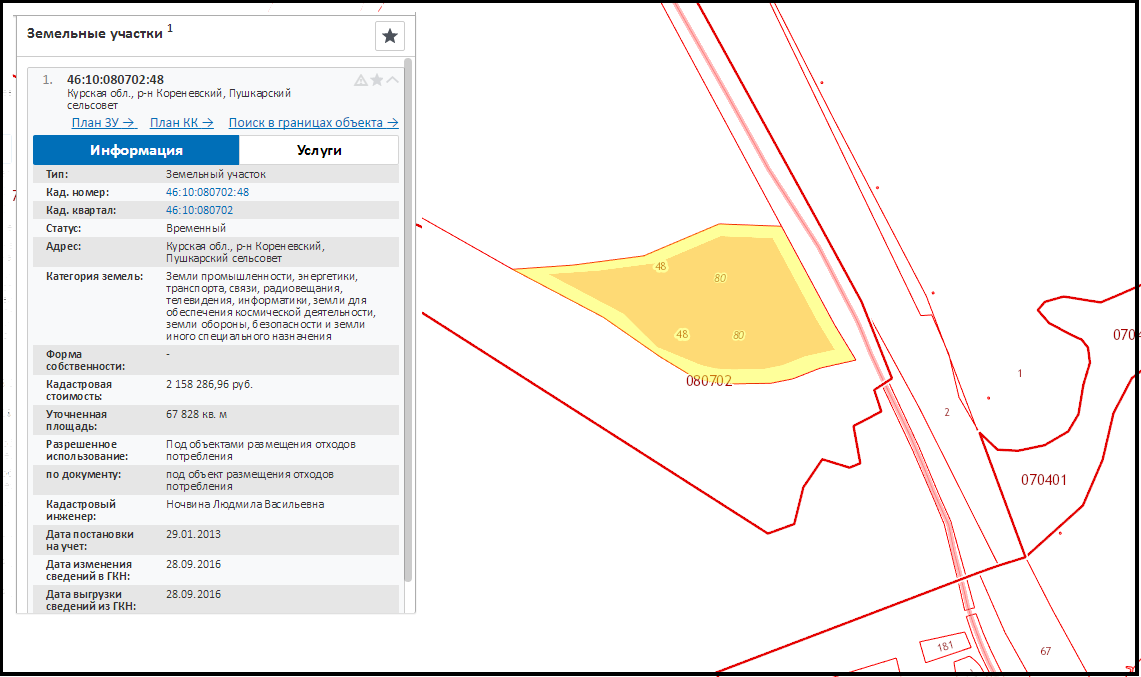 Земельные участки 1
1. 46:10:080702:48
Курская обл., р-н Кореневский, Пушкарский
сельсовет
План ЗУ → План КК → Поиск в границах объекта →
Информация Услуги
Тип: Земельный участок
Кад. номер: 46:10:080702:48
Кад. квартал: 46:10:080702
Статус: Временный
Адрес: Курская обл., р-н Кореневский,
Пушкарский сельсовет
Категория земель: Земли промышленности, энергетики,
транспорта, связи, радиовещания,
телевидения, информатики, земли для
обеспечения космической деятельности,
земли обороны, безопасности и земли
иного специального назначения
Форма -
собственности:
Кадастровая 2 158 286,96 руб.
стоимость:
Уточненная 67 828 кв. м
площадь:
Разрешенное Под объектами размещения отходов
использование: потребления
по документу: под объект размещения отходов
потребления
Кадастровый Ночвина Людмила Васильевна
инженер:
Дата постановки 29.01.2013
на учет:
Дата изменения 28.09.2016
сведений в ГКН:
Дата выгрузки 28.09.2016
сведений из ГКН:
48
80
48
80
080702
0704
1
2
070401
181
67